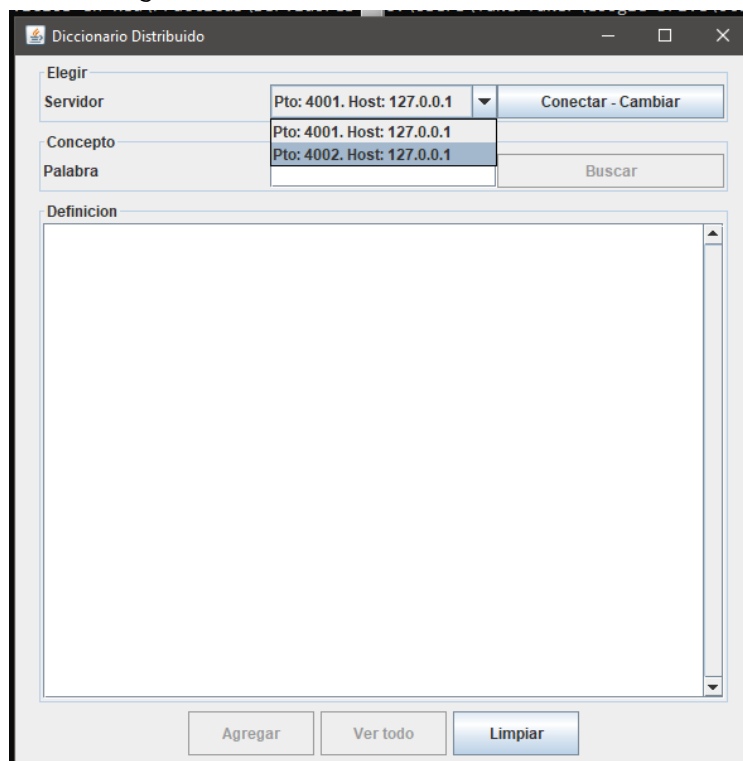 Diccionario Distribuido
Elegir
Servidor
Pto: 4001. Host: 127.0.0.1
Conectar - Cambiar
Pto: 4001. Host: 127.0.0.1
Pto: 4002. Host: 127.0.0.1
Concepto
Palabra
Buscar
Definicion
Agregar
Ver todo
Limpiar